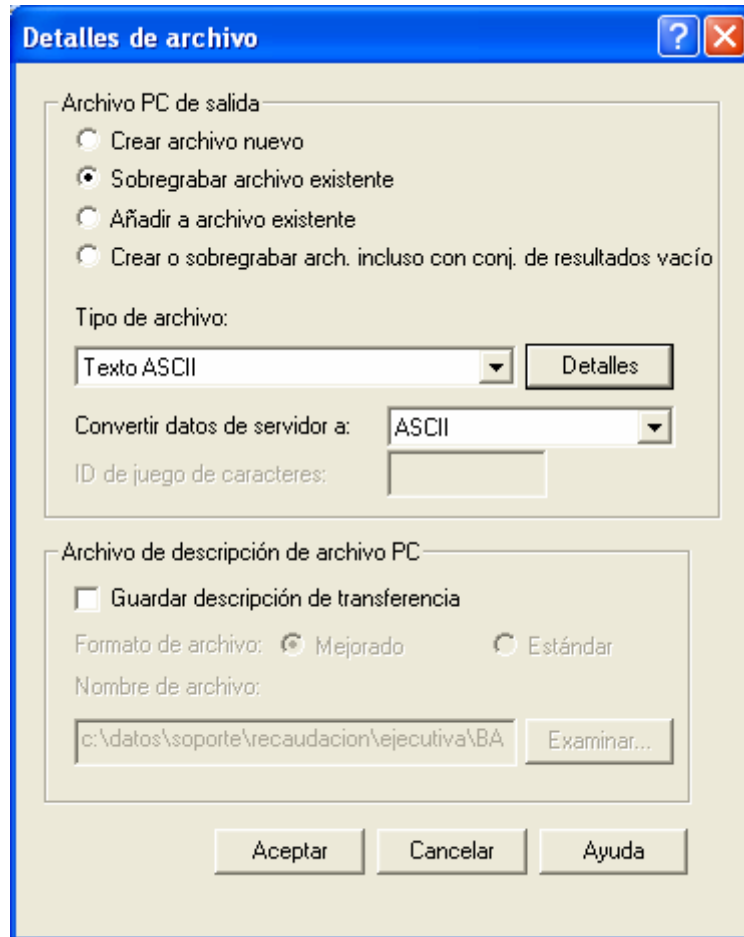 Detalles de archivo
Archivo PC de salida
Crear archivo nuevo
Sobregrabar archivo existente
Añadir a archivo existente
Crear o sobregrabar arch. incluso con conj. de resultados vacío
Tipo de archivo:
Texto ASCII Detalles
Convertir datos de servidor a: ASCII
ID de juego de caracteres:
Archivo de descripción de archivo PC
Guardar descripción de transferencia
Formato de archivo: Mejorado Estándar
Nombre de archivo:
c:\datos\soporte\recaudacion\ejecutiva\BA Examinar...
Aceptar Cancelar Ayuda